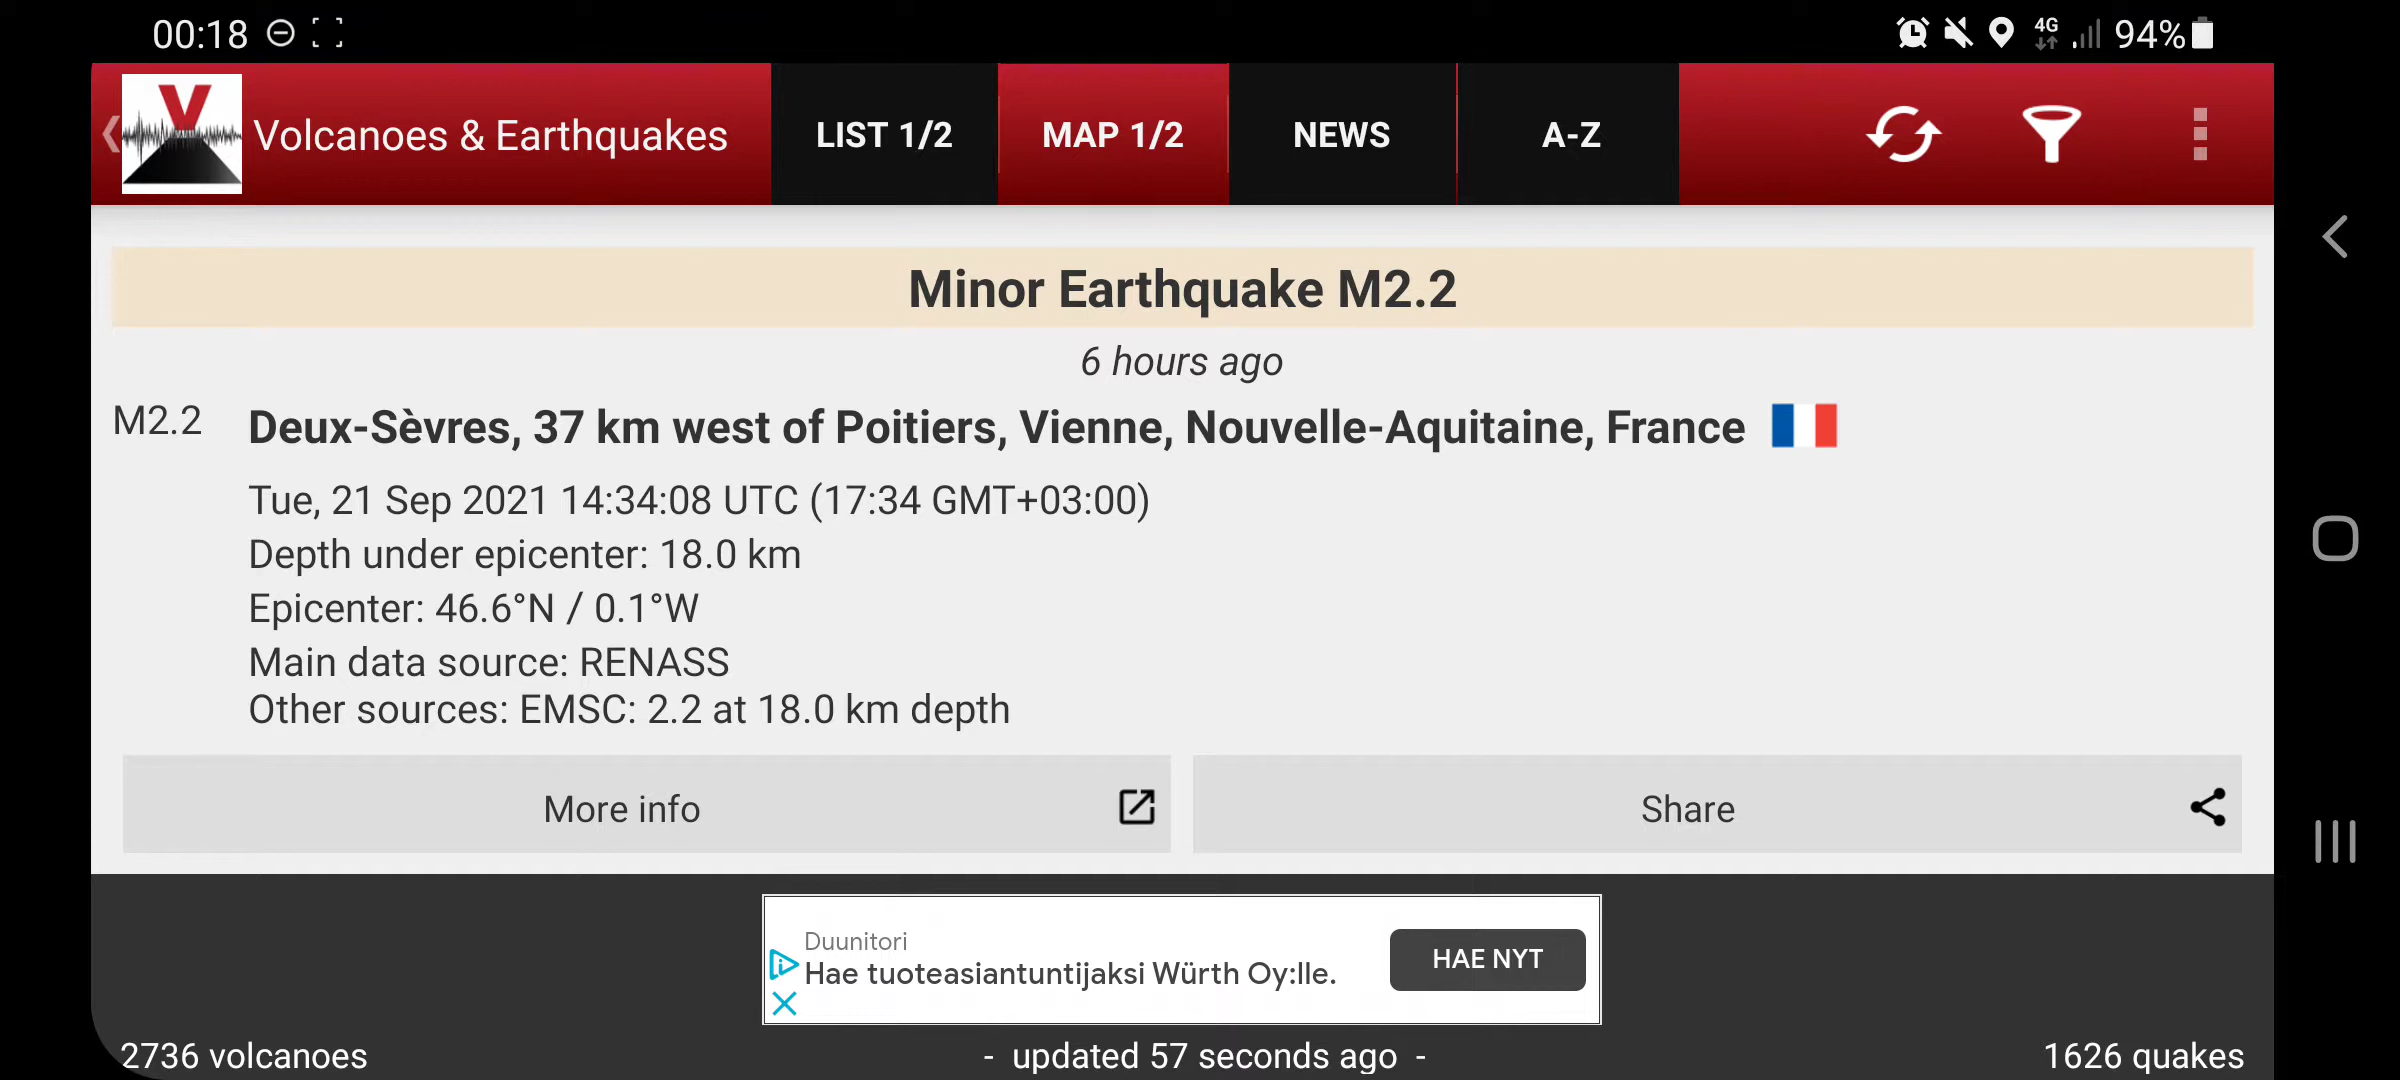 00:18 4G 94%
V
Volcanoes & Earthquakes LIST 1/2 MAP 1/2 NEWS A-Z
Minor Earthquake M2.2
6 hours ago
M2.2 Deux-Sèvres, 37 km west of Poitiers, Vienne, Nouvelle-Aquitaine, France
Tue, 21 Sep 2021 14:34:08 UTC (17:34 GMT+03:00)
Depth under epicenter: 18.0 km
Epicenter: 46.6°N / 0.1°W
Main data source: RENASS
Other sources: EMSC: 2.2 at 18.0 km depth
More info Share
Duunitori
Hae tuoteasiantuntijaksi Würth Oy:lle. HAE NYT
2736 volcanoes - updated 57 seconds ago - 1626 quakes